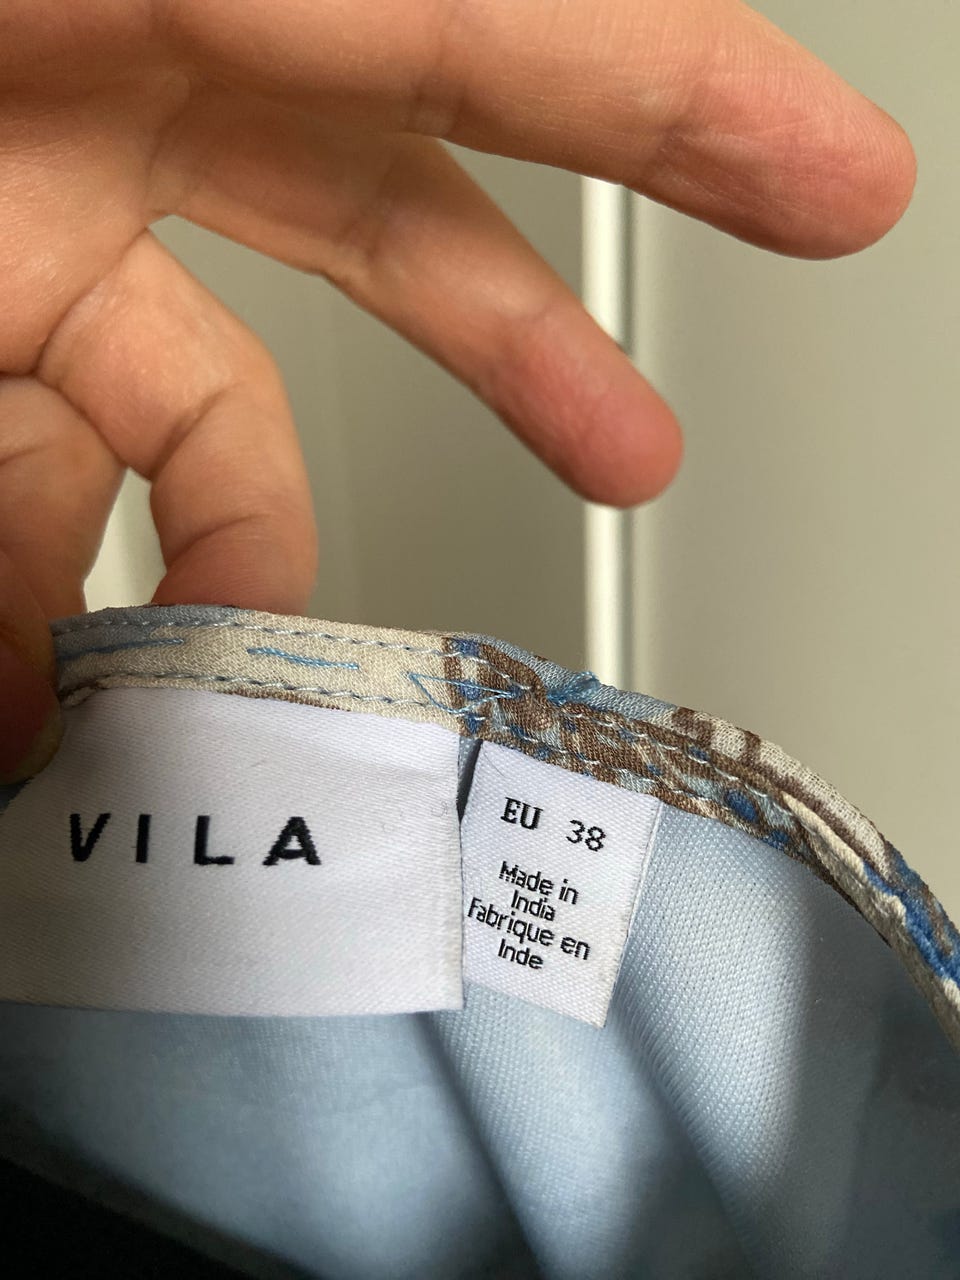 VILA
EU 38
Made in
India
Fabrique en
Inde